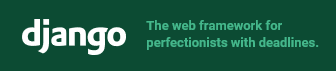 django
The web framework for
perfectionists with deadlines.